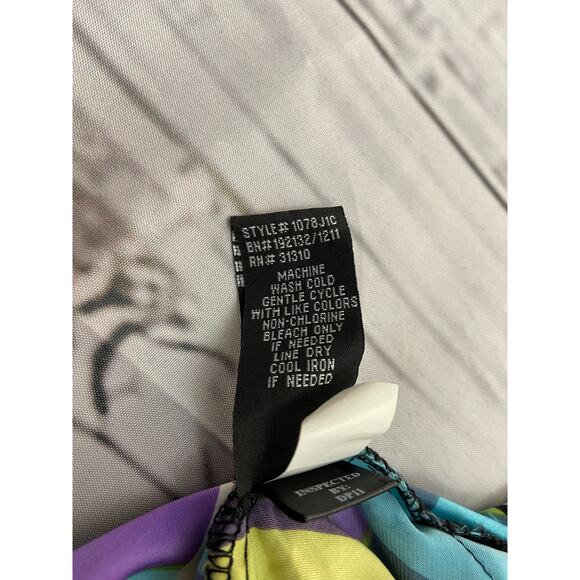 STYLE# 1078J1C
BN#192132/1211
RN# 31310
MACHINE
WASH COLD
GENTLE CYCLE
WITH LIKE COLORS
NON-CHLORINE
BLEACH ONLY
IF NEEDED
LINE DRY
COOL IRON
IF NEEDED
INSPECTED
BY:
DP11